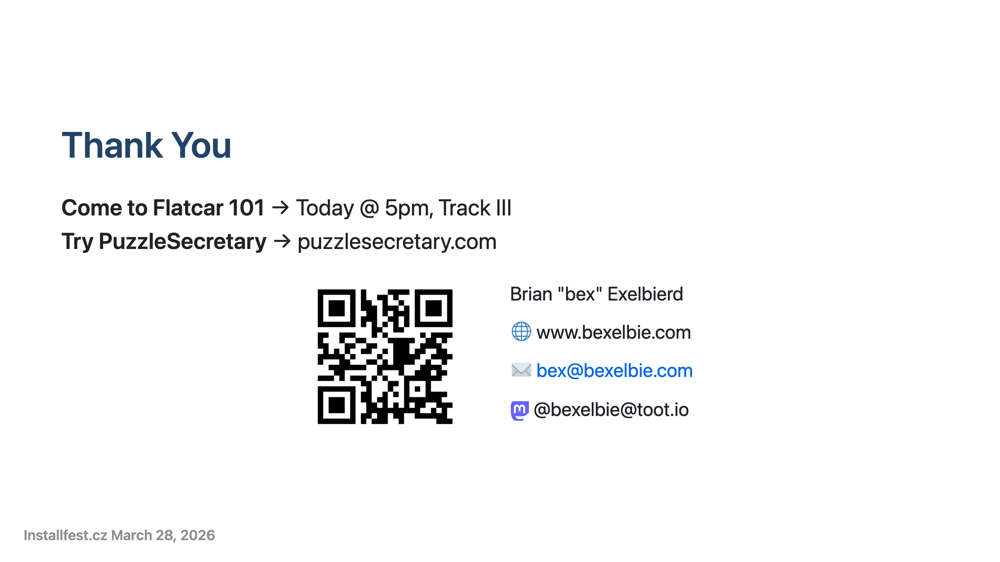 Thank You
Come to Flatcar 101 → Today @ 5pm, Track III
Try PuzzleSecretary → puzzlesecretary.com
Brian "bex" Exelbierd
www.bexelbie.com
bex@bexelbie.com
@bexelbie@toot.io
Installfest.cz March 28, 2026